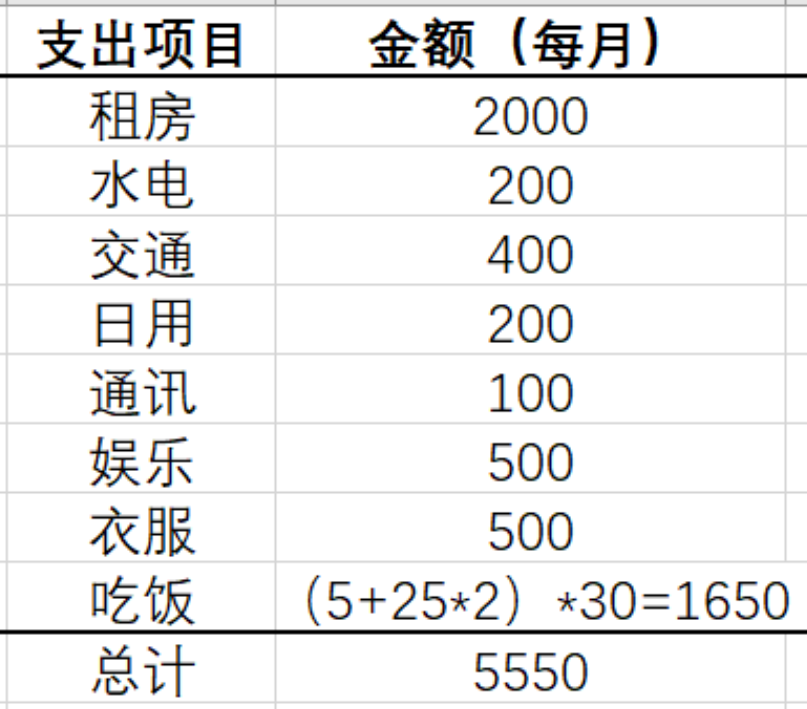 支出项目 金额（每月）
租房 2000
水电 200
交通 400
日用 200
通讯 100
娱乐 500
衣服 500
吃饭 （5+25*2）*30=1650
总计 5550